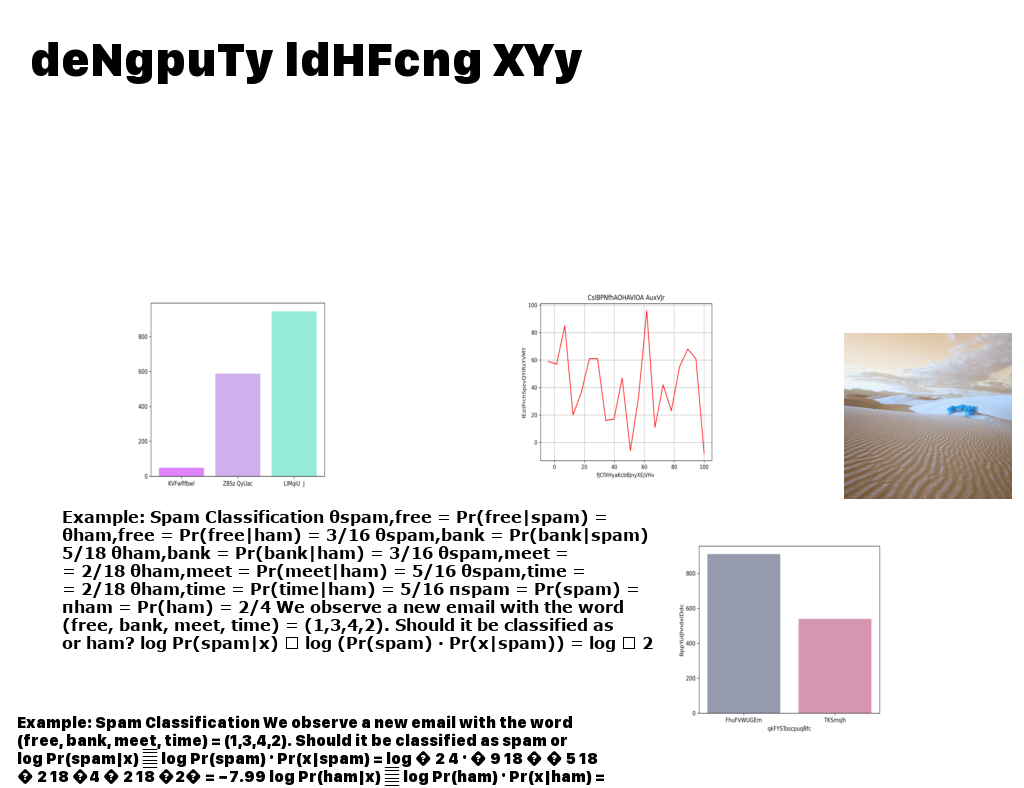 deNgpuTy ldHFcng XYy
800
600
400
200
0
KVFwflfbwl
ZBSz QyUac
CslBPNfhAOHAVIOA AuxVJr
100
80
60
40
20
0
0 20 40 60 80 100
Example: Spam Classification θspam,free = Pr(free|spam) =
θham,free = Pr(free|ham) = 3/16 θspam,bank = Pr(bank|spam)
5/18 θham,bank = Pr(bank|ham) = 3/16 θspam,meet =
= 2/18 θham,meet = Pr(meet|ham) = 5/16 θspam,time =
= 2/18 θham,time = Pr(time|ham) = 5/16 πspam = Pr(spam) =
πham = Pr(ham) = 2/4 We observe a new email with the word
(free, bank, meet, time) = (1,3,4,2). Should it be classified as
or ham? log Pr(spam|x) □ log (Pr(spam) · Pr(x|spam)) = log □ 2
800
600
400
200
0
FhuFVWUGEm
TKSmsJh
qkFYSToscpuqBfc
Example: Spam Classification We observe a new email with the word
(free, bank, meet, time) = (1,3,4,2). Should it be classified as spam or
log Pr(spam|x) ▤ log Pr(spam) · Pr(x|spam) = log � 2 4 · � 9 18 � � 5 18
� 2 18 �4 � 2 18 �2� = −7.99 log Pr(ham|x) ▤ log Pr(ham) · Pr(x|ham) =